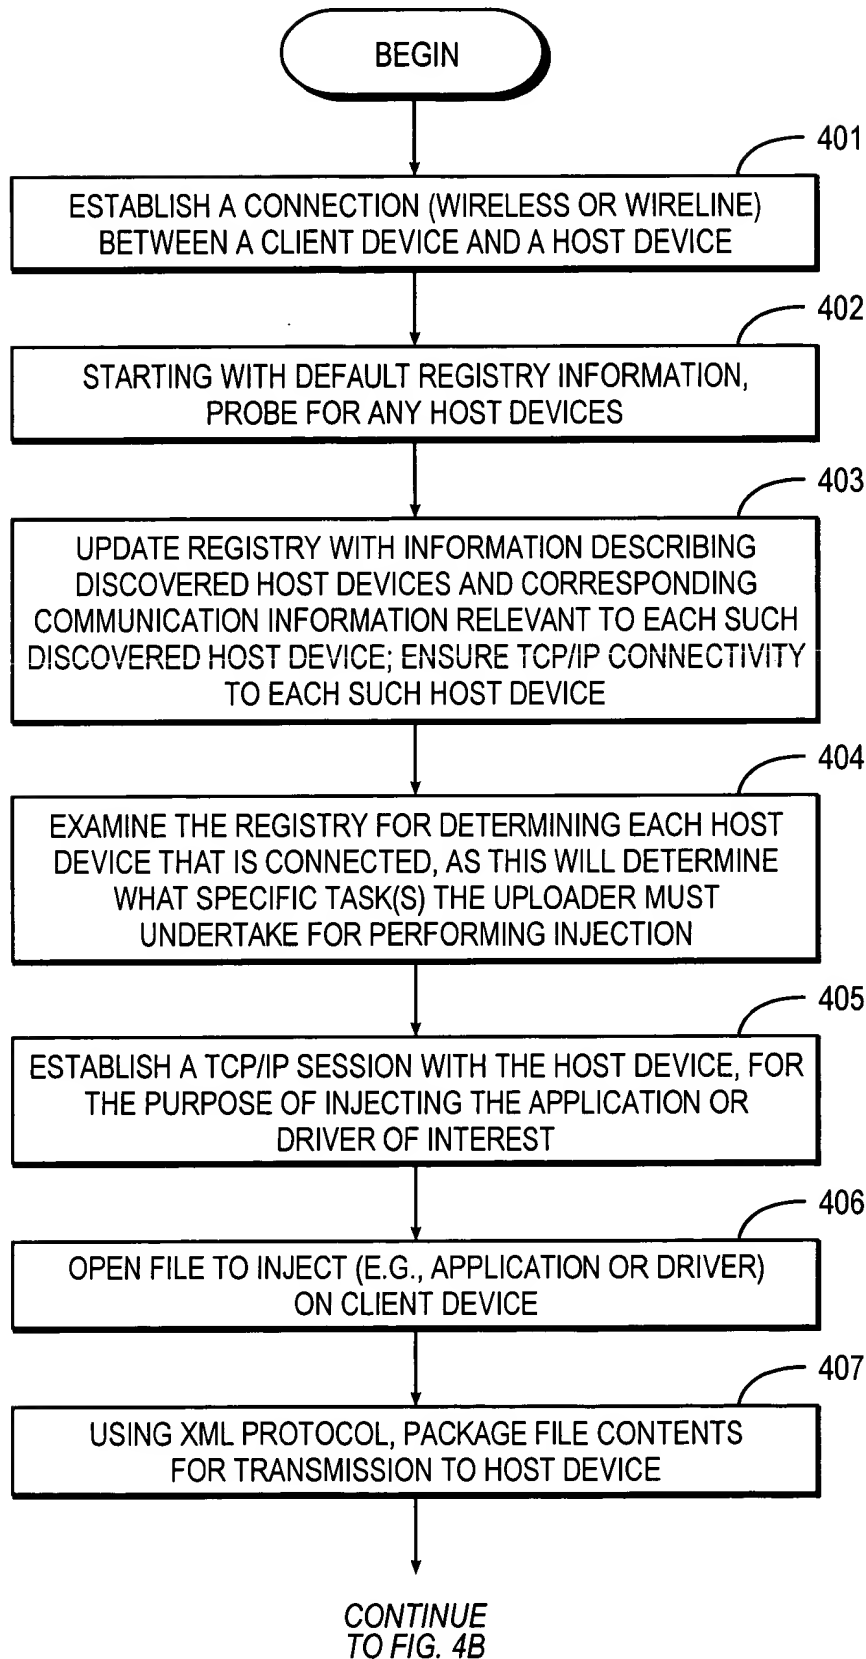 BEGIN
401
ESTABLISH A CONNECTION (WIRELESS OR WIRELINE)
BETWEEN A CLIENT DEVICE AND A HOST DEVICE
402
STARTING WITH DEFAULT REGISTRY INFORMATION,
PROBE FOR ANY HOST DEVICES
403
UPDATE REGISTRY WITH INFORMATION DESCRIBING
DISCOVERED HOST DEVICES AND CORRESPONDING
COMMUNICATION INFORMATION RELEVANT TO EACH SUCH
DISCOVERED HOST DEVICE; ENSURE TCP/IP CONNECTIVITY
TO EACH SUCH HOST DEVICE
404
EXAMINE THE REGISTRY FOR DETERMINING EACH HOST
DEVICE THAT IS CONNECTED, AS THIS WILL DETERMINE
WHAT SPECIFIC TASK(S) THE UPLOADER MUST
UNDERTAKE FOR PERFORMING INJECTION
405
ESTABLISH A TCP/IP SESSION WITH THE HOST DEVICE, FOR
THE PURPOSE OF INJECTING THE APPLICATION OR
DRIVER OF INTEREST
406
OPEN FILE TO INJECT (E.G., APPLICATION OR DRIVER)
ON CLIENT DEVICE
407
USING XML PROTOCOL, PACKAGE FILE CONTENTS
FOR TRANSMISSION TO HOST DEVICE
CONTINUE
TO FIG. 4B